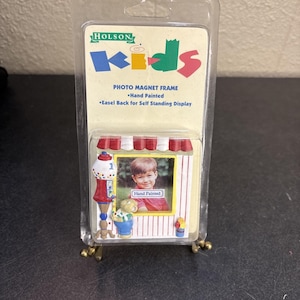 HOLSON
Kids
PHOTO MAGNET FRAME
•Hand Painted
•Easel Back for Self Standing Display
Hand Painted